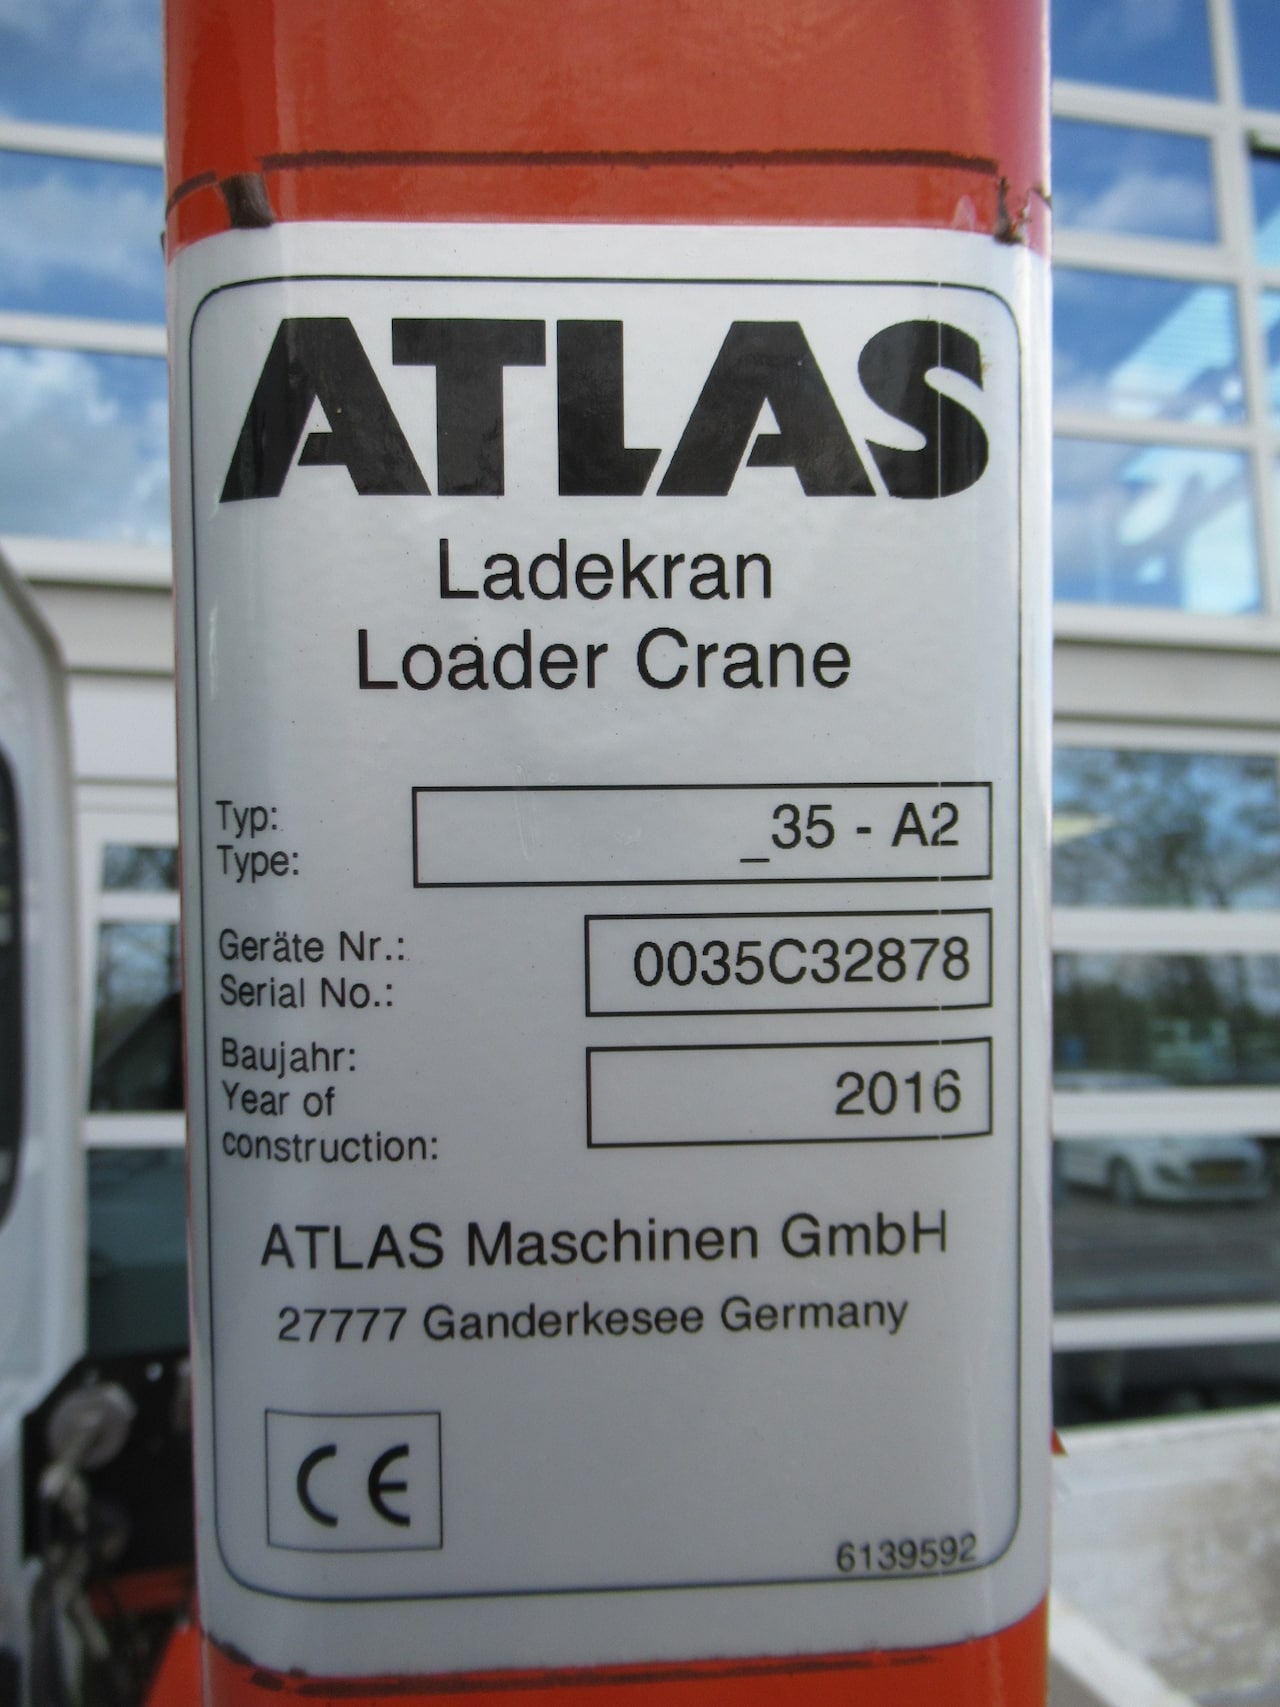 ATLAS
Ladekran
Loader Crane
Typ:
Type:
_35 - A2
Geräte Nr.:
Serial No.:
0035C32878
Baujahr:
Year of
construction:
2016
ATLAS Maschinen GmbH
27777 Ganderkesee Germany
CE
6139592